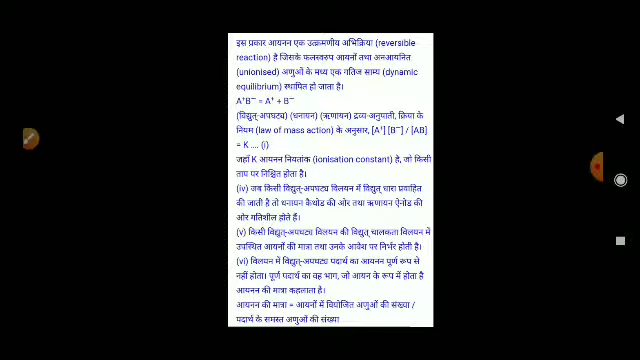 इस प्रकार आयनन एक उत्क्रमणीय अभिक्रिया (reversible
reaction) है जिसके फलस्वरुप आयनों तथा अनआयनित
(unionised) अणुओं के मध्य एक गतिज साम्य (dynamic
equilibrium) स्थापित हो जाता है।
A⁺B⁻ = A⁺ + B⁻
(विद्युत्-अपघट्य) (धनायन) (ऋणायन) द्रव्य-अनुपाती, क्रिया के
नियम (law of mass action) के अनुसार, [A⁺] [B⁻] / [AB]
= K .... (i)
जहाँ K आयनन नियतांक (ionisation constant) है, जो किसी
ताप पर निश्चित होता है।
(iv) जब किसी विद्युत्-अपघट्य विलयन में विद्युत् धारा प्रवाहित
की जाती है तो धनायन कैथोड की ओर तथा ऋणायन ऐनोड की
ओर गतिशील होते हैं।
(v) किसी विद्युत्-अपघट्य विलयन की विद्युत् चालकता विलयन में
उपस्थित आयनों की मात्रा तथा उनके आवेश पर निर्भर होती है।
(vi) विलयन में विद्युत्-अपघट्य पदार्थ का आयनन पूर्ण रूप से
नहीं होता। पूर्ण पदार्थ का वह भाग, जो आयन के रूप में होता है
आयनन की मात्रा कहलाता है।
आयनन की मात्रा = आयनों में वियोजित अणुओं की संख्या /
पदार्थ के समस्त अणुओं की संख्या